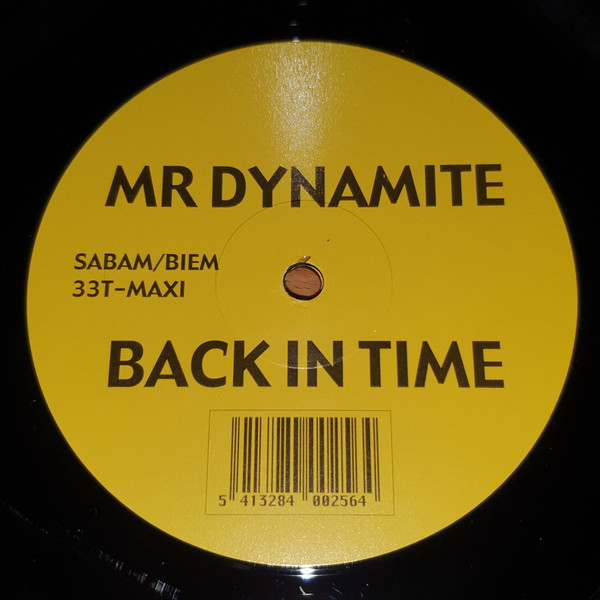 MR DYNAMITE
SABAM/BIEM
33T-MAXI
BACK IN TIME
5 413284 002564